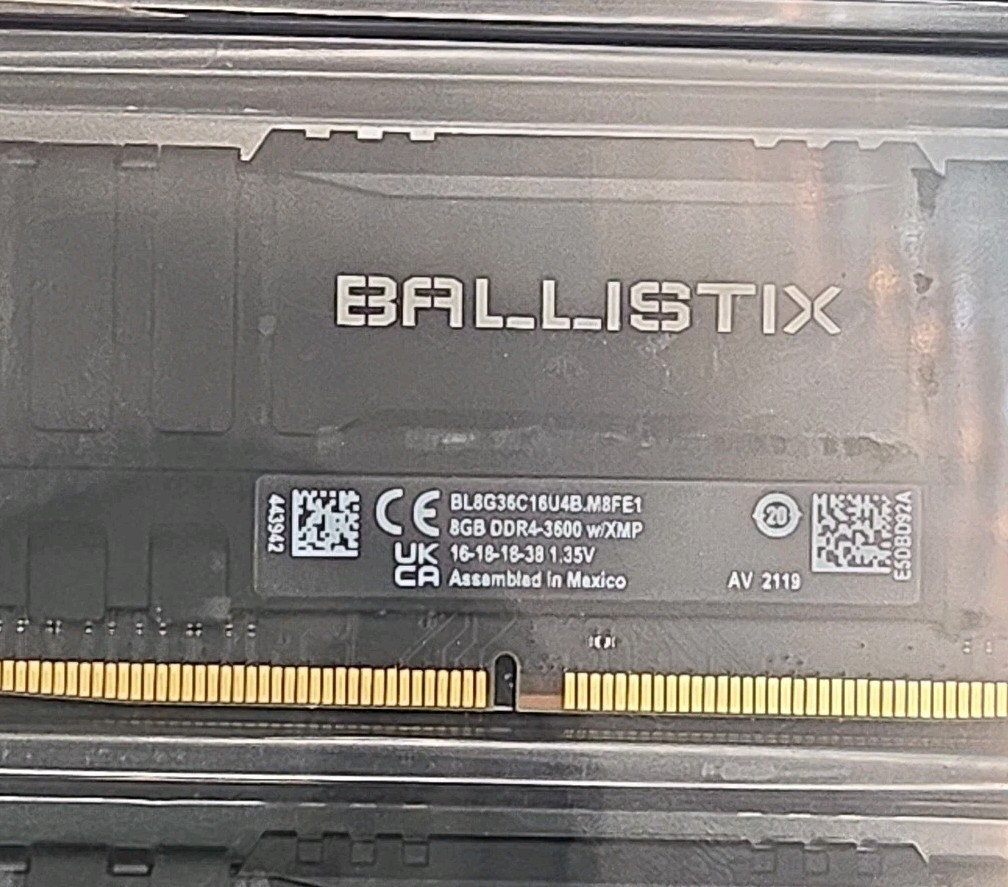 BALLISTIX
443942
CE
BL8G36C16U4B.M8FE1
8GB DDR4-3600 w/XMP
UK
CA
16-18-18-38 1.35V
Assembled in Mexico
20
AV 2119
E5DBD92A